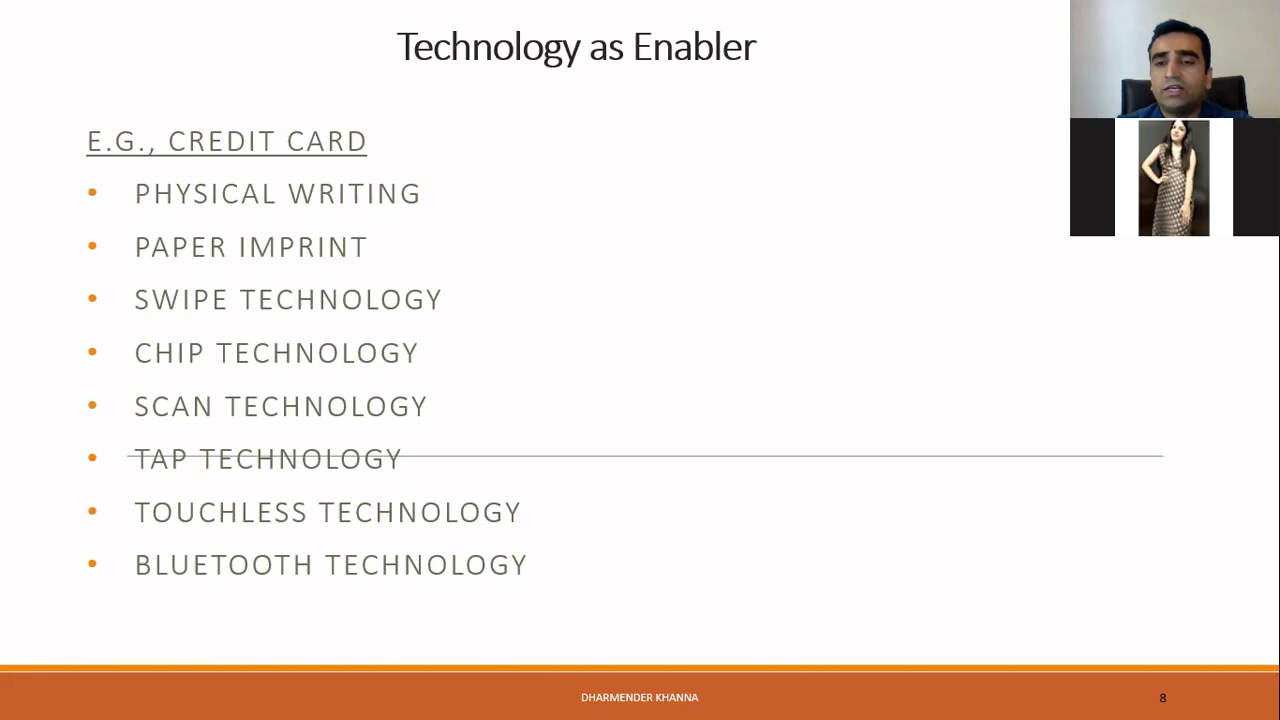 Technology as Enabler
E.G., CREDIT CARD
• PHYSICAL WRITING
• PAPER IMPRINT
• SWIPE TECHNOLOGY
• CHIP TECHNOLOGY
• SCAN TECHNOLOGY
• TAP TECHNOLOGY
• TOUCHLESS TECHNOLOGY
• BLUETOOTH TECHNOLOGY
DHARMENDER KHANNA
8